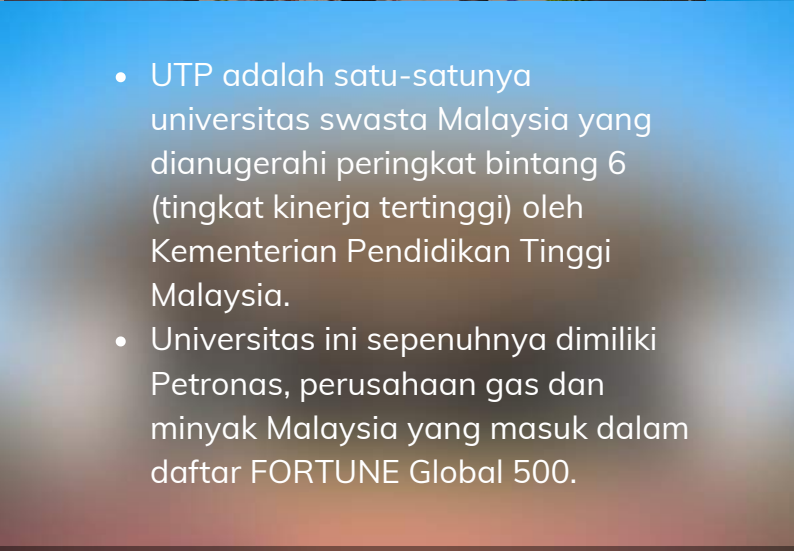 • UTP adalah satu-satunya
universitas swasta Malaysia yang
dianugerahi peringkat bintang 6
(tingkat kinerja tertinggi) oleh
Kementerian Pendidikan Tinggi
Malaysia.
• Universitas ini sepenuhnya dimiliki
Petronas, perusahaan gas dan
minyak Malaysia yang masuk dalam
daftar FORTUNE Global 500.